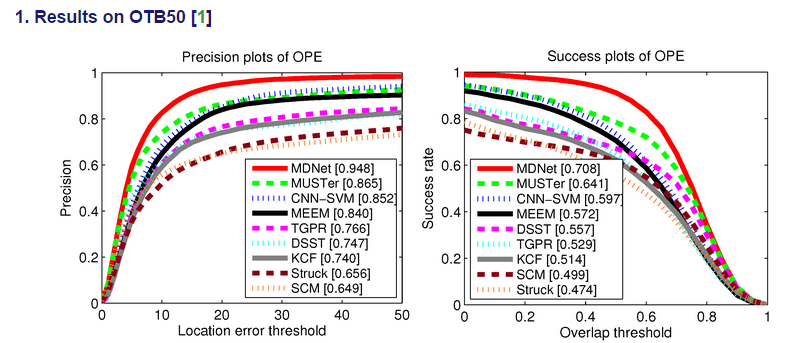 1. Results on OTB50 [1]
Precision plots of OPE
1
0.8
0.6
0.4
0.2
0
Precision
MDNet [0.948]
MUSTer [0.865]
CNN−SVM [0.852]
MEEM [0.840]
TGPR [0.766]
DSST [0.747]
KCF [0.740]
Struck [0.656]
SCM [0.649]
0 10 20 30 40 50
Location error threshold
Success plots of OPE
1
0.8
0.6
0.4
0.2
0
Success rate
MDNet [0.708]
MUSTer [0.641]
CNN−SVM [0.597]
MEEM [0.572]
DSST [0.557]
TGPR [0.529]
KCF [0.514]
SCM [0.499]
Struck [0.474]
0 0.2 0.4 0.6 0.8 1
Overlap threshold